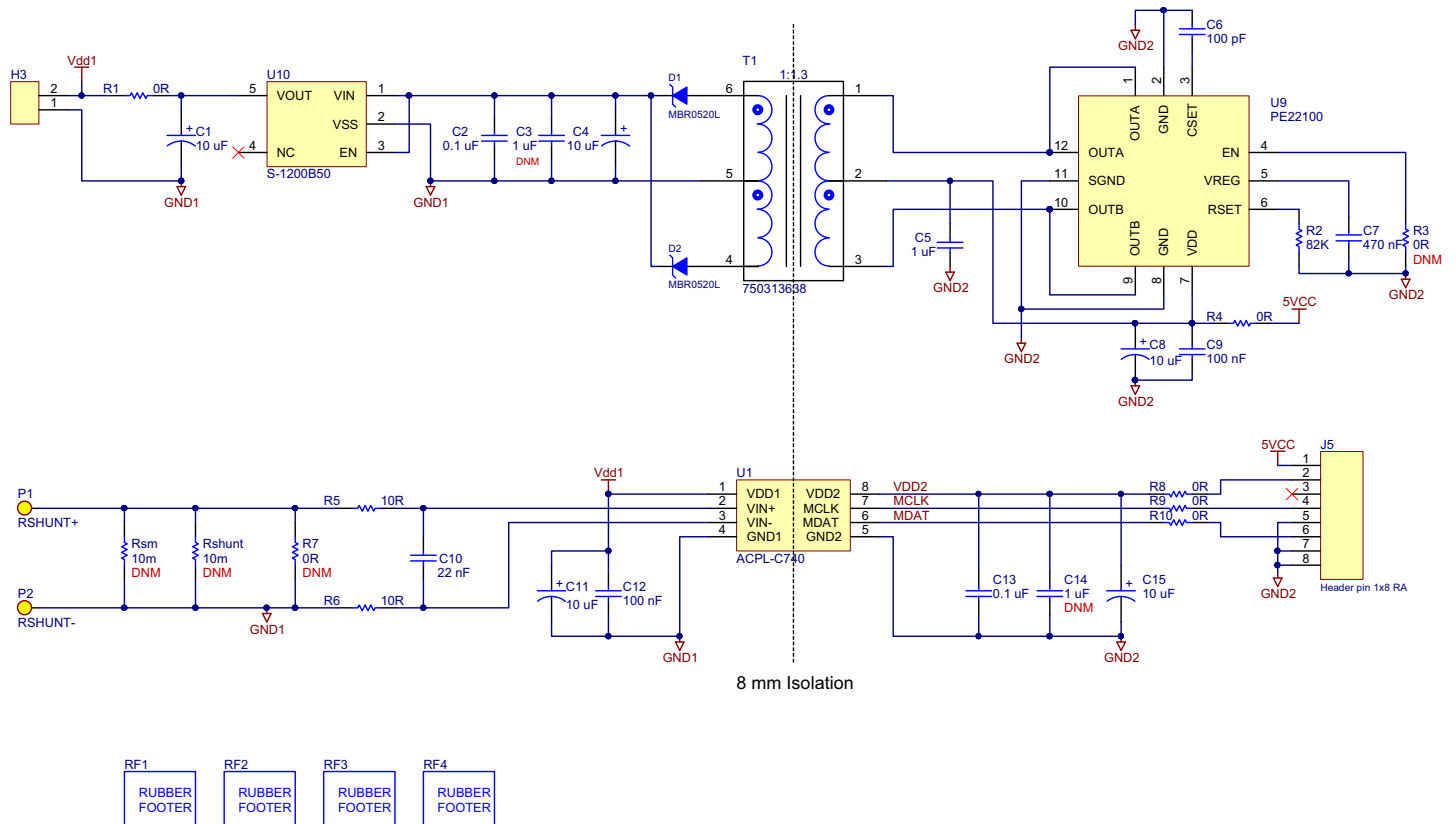 H3
2
1
Vdd1
R1 0R
C1
10 uF
+
GND1
U10
5 VOUT VIN 1
VSS 2
4 NC EN 3
S-1200B50
GND1
C2
0.1 uF
C3
1 uF
DNM
C4
10 uF
+
D1
MBR0520L
D2
MBR0520L
T1
1:1.3
6 1
5 2
4 3
750313638
C5
1 uF
GND2
GND2
C6
100 pF
U9
PE22100
1 2 3
OUTA GND CSET
12 OUTA EN 4
11 SGND VREG 5
10 OUTB RSET 6
OUTB GND VDD
9 8 7
R2
82K
C7
470 nF
R3
0R
DNM
GND2
GND2
R4 0R
5VCC
C8
10 uF
+
C9
100 nF
GND2
P1
RSHUNT+
P2
RSHUNT-
Rsm
10m
DNM
Rshunt
10m
DNM
R7
0R
DNM
GND1
R5 10R
R6 10R
C10
22 nF
Vdd1
C11
10 uF
+
C12
100 nF
GND1
U1
1 VDD1 VDD2 8
2 VIN+ MCLK 7
3 VIN- MDAT 6
4 GND1 GND2 5
ACPL-C740
VDD2
MCLK
MDAT
C13
0.1 uF
C14
1 uF
DNM
C15
10 uF
+
GND2
R8 0R
R9 0R
R10 0R
5VCC
J5
1
2
3
4
5
6
7
8
GND2
Header pin 1x8 RA
8 mm Isolation
RF1
RUBBER
FOOTER
RF2
RUBBER
FOOTER
RF3
RUBBER
FOOTER
RF4
RUBBER
FOOTER